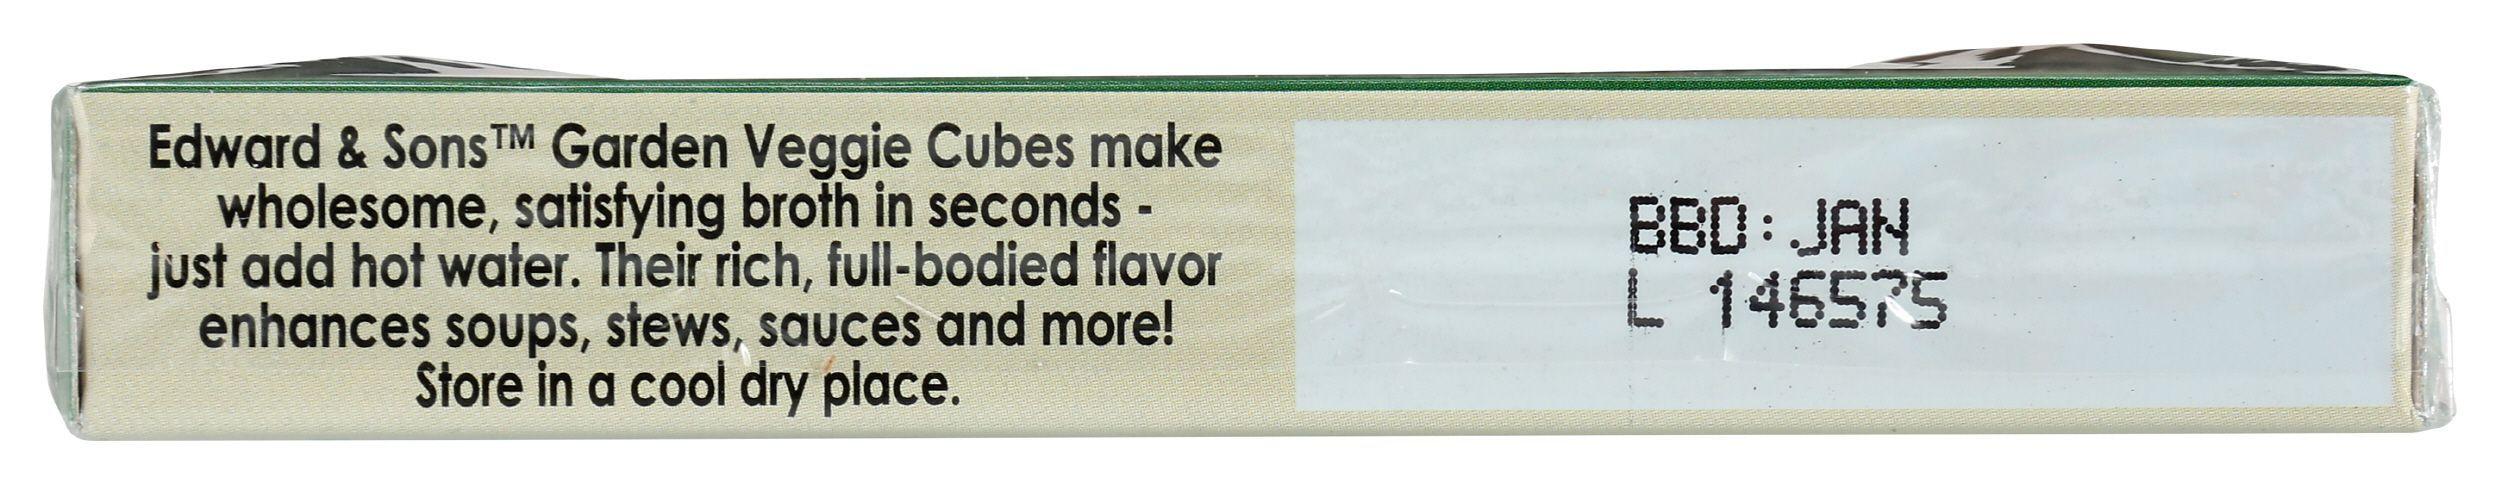 Edward & Sons™ Garden Veggie Cubes make
wholesome, satisfying broth in seconds -
just add hot water. Their rich, full-bodied flavor
enhances soups, stews, sauces and more!
Store in a cool dry place.
BBD: JAN
L 146575